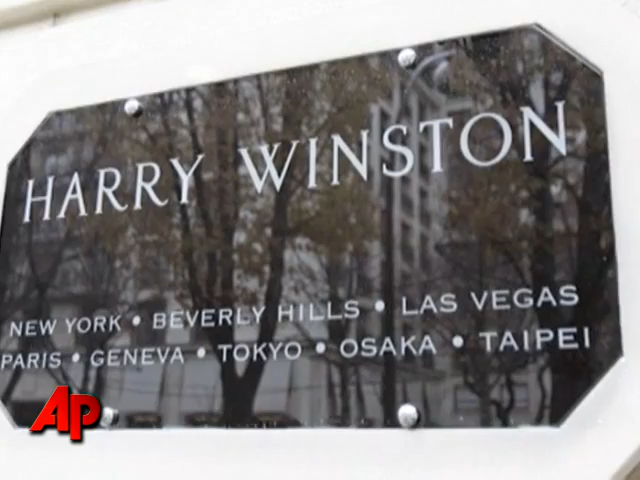 HARRY WINSTON
NEW YORK • BEVERLY HILLS • LAS VEGAS
PARIS • GENEVA • TOKYO • OSAKA • TAIPEI
AP